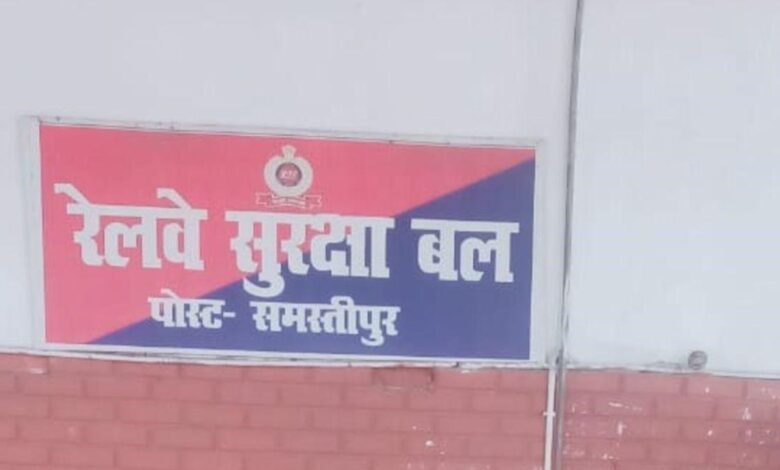 रेलवे सुरक्षा बल
पोस्ट- समस्तीपुर